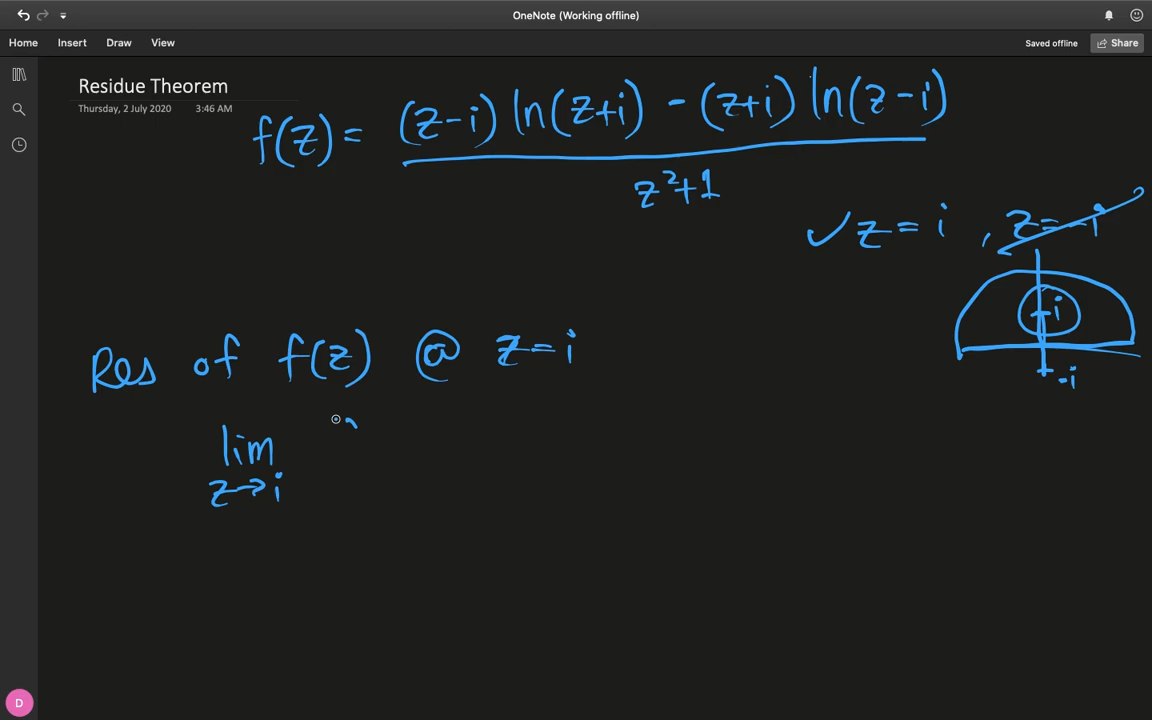 OneNote (Working offline)
Home Insert Draw View Saved offline Share
Residue Theorem
Thursday, 2 July 2020 3:46 AM
f(z) = (z-i) ln(z+i) - (z+i) ln(z-i)
z²+1
✓ z = i , z = -i
i
-i
Res of f(z) @ z = i
lim
z→i
D